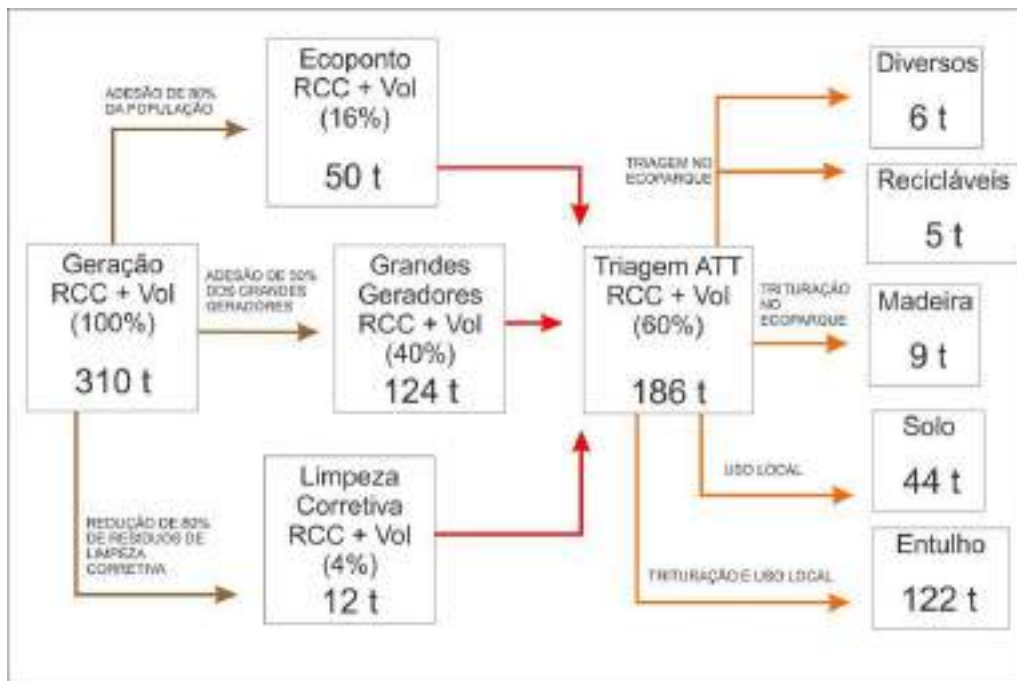 Ecoponto
RCC + Vol
(16%)
50 t
ADESÃO DE 80%
DA POPULAÇÃO
Geração
RCC + Vol
(100%)
310 t
ADESÃO DE 50%
DOS GRANDES
GERADORES
Grandes
Geradores
RCC + Vol
(40%)
124 t
REDUÇÃO DE 80%
DE RESÍDUOS DE
LIMPEZA
CORRETIVA
Limpeza
Corretiva
RCC + Vol
(4%)
12 t
Triagem ATT
RCC + Vol
(60%)
186 t
TRIAGEM NO
ECOPARQUE
Diversos
6 t
Recicláveis
5 t
TRITURAÇÃO
NO
ECOPARQUE
Madeira
9 t
USO LOCAL
Solo
44 t
TRITURAÇÃO E USO LOCAL
Entulho
122 t